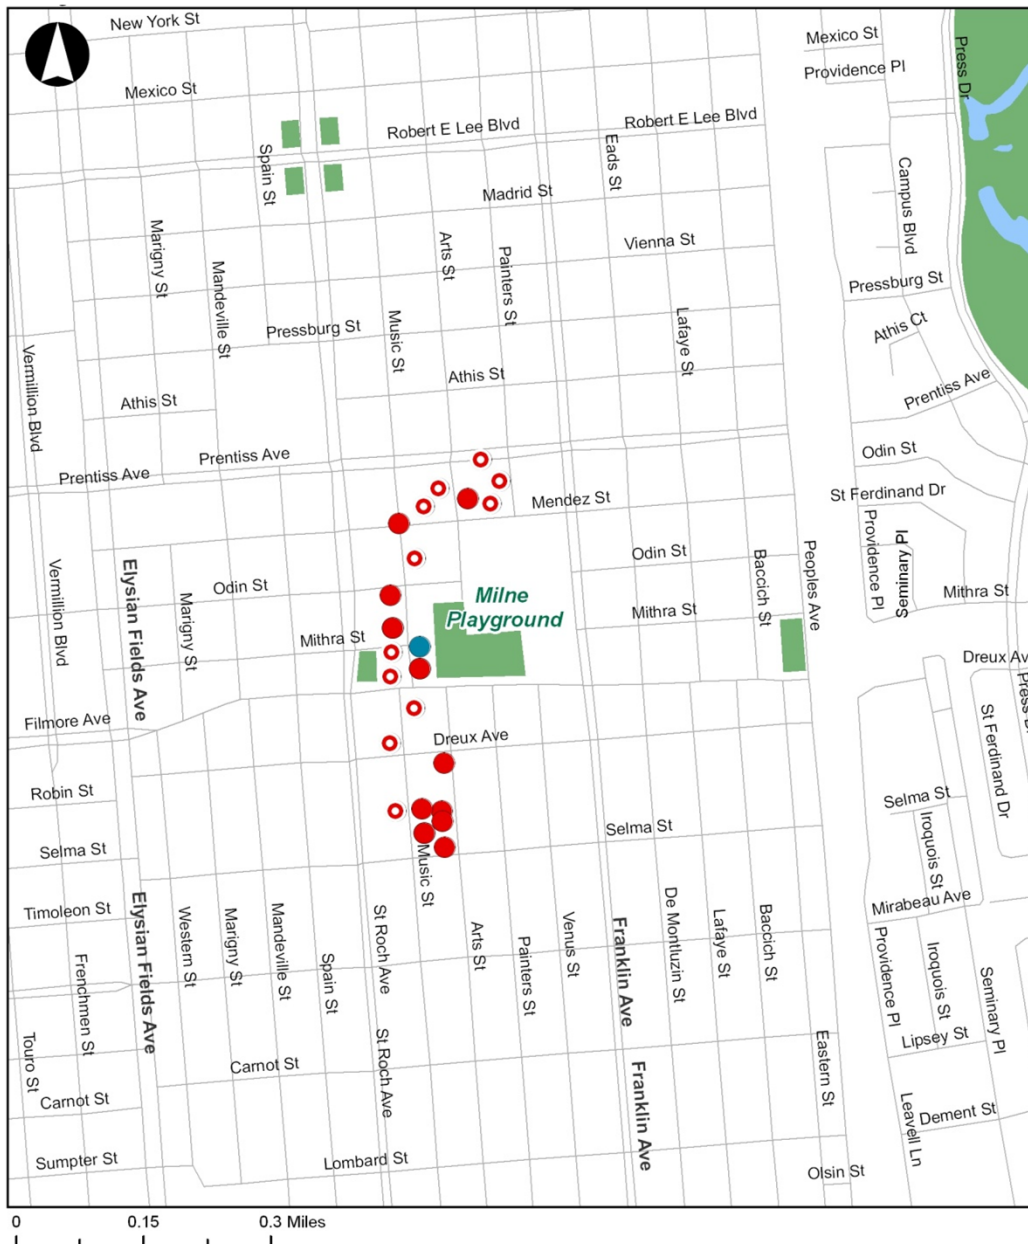 New York St
Mexico St
Mexico St
Providence Pl
Press Dr
Robert E Lee Blvd
Robert E Lee Blvd
Spain St
Eads St
Madrid St
Campus Blvd
Marigny St
Mandeville St
Arts St
Painters St
Vienna St
Pressburg St
Pressburg St
Music St
Lafaye St
Athis Ct
Vermillion Blvd
Athis St
Athis St
Prentiss Ave
Prentiss Ave
Prentiss Ave
Odin St
Mendez St
St Ferdinand Dr
Providence Pl
Seminary Pl
Vermillion Blvd
Elysian Fields Ave
Marigny St
Odin St
Odin St
Baccich St
Peoples Ave
Mithra St
Milne
Playground
Mithra St
Mithra St
Dreux Av
Press Dr
Filmore Ave
Dreux Ave
St Ferdinand Dr
Robin St
Selma St
Selma St
Selma St
Iroquois St
Music St
Timoleon St
Elysian Fields Ave
Western St
Marigny St
Mandeville St
Spain St
St Roch Ave
Arts St
Painters St
Venus St
Franklin Ave
De Montluzin St
Lafaye St
Baccich St
Mirabeau Ave
Providence Pl
Iroquois St
Seminary Pl
Frenchmen St
Touro St
Carnot St
St Roch Ave
Eastern St
Lipsey St
Carnot St
Franklin Ave
Leavell Ln
Dement St
Sumpter St
Lombard St
Olsin St
0 0.15 0.3 Miles